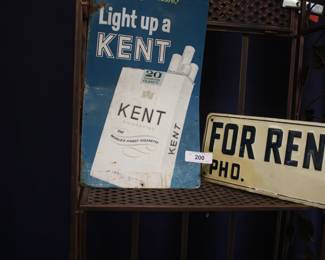 Light up a
KENT
20
KENT
KENT
200
FOR REN
PHO.